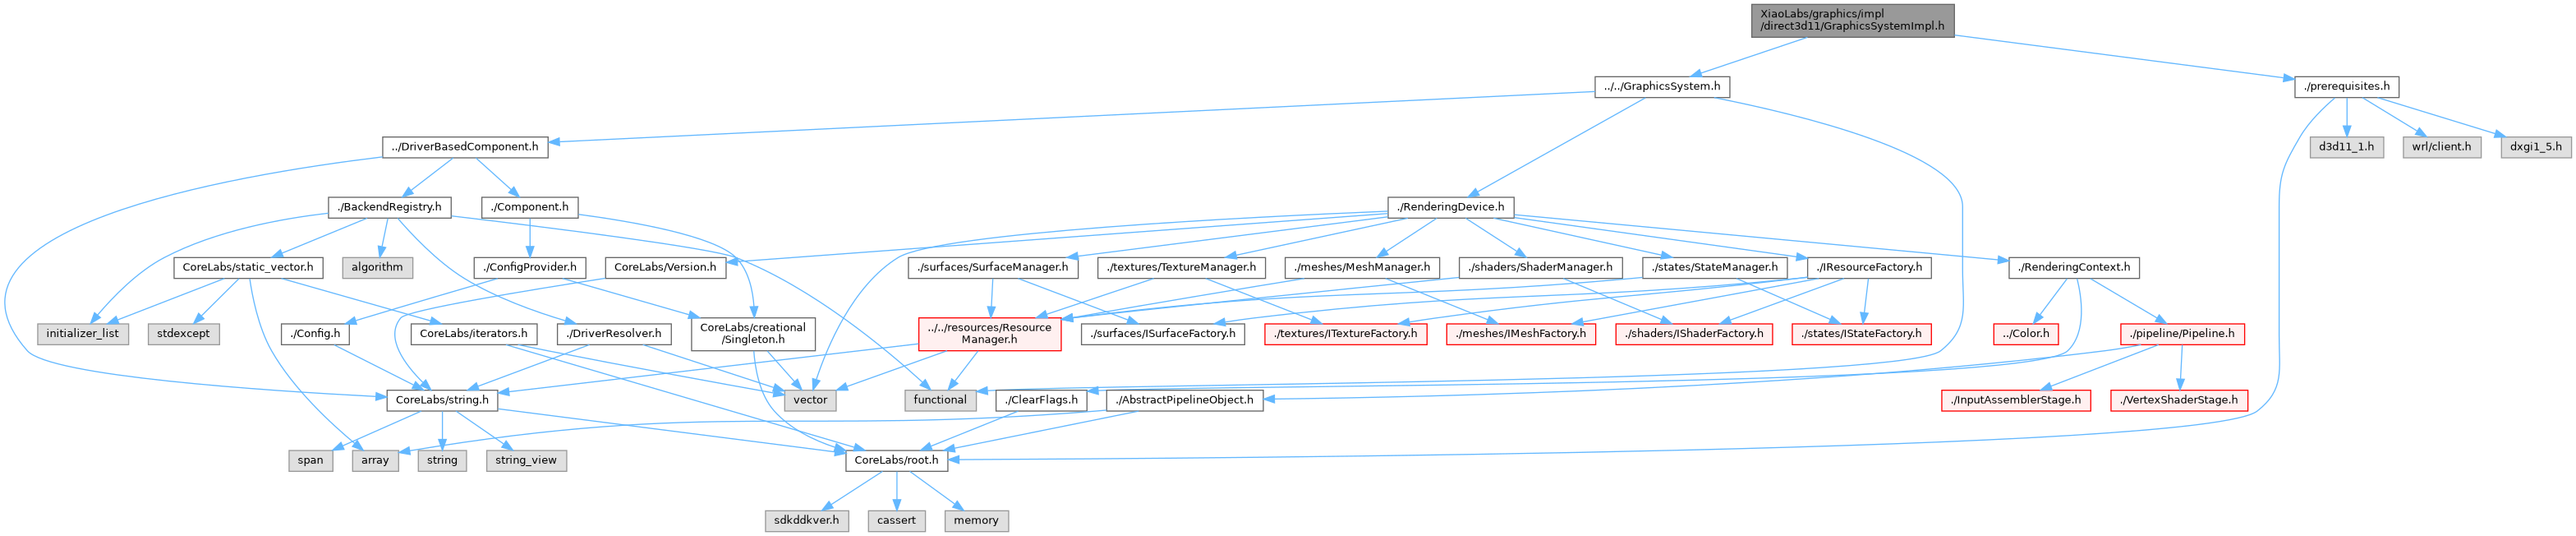 XiaoLabs/graphics/impl
/direct3d11/GraphicsSystemImpl.h
../../GraphicsSystem.h
./prerequisites.h
../DriverBasedComponent.h
d3d11_1.h
wrl/client.h
dxgi1_5.h
./BackendRegistry.h
./Component.h
./RenderingDevice.h
CoreLabs/static_vector.h
algorithm
./ConfigProvider.h
CoreLabs/Version.h
./surfaces/SurfaceManager.h
./textures/TextureManager.h
./meshes/MeshManager.h
./shaders/ShaderManager.h
./states/StateManager.h
./IResourceFactory.h
./RenderingContext.h
initializer_list
stdexcept
./Config.h
CoreLabs/iterators.h
./DriverResolver.h
CoreLabs/creational
/Singleton.h
../../resources/Resource
Manager.h
./surfaces/ISurfaceFactory.h
./textures/ITextureFactory.h
./meshes/IMeshFactory.h
./shaders/IShaderFactory.h
./states/IStateFactory.h
../Color.h
./pipeline/Pipeline.h
CoreLabs/string.h
vector
functional
./ClearFlags.h
./AbstractPipelineObject.h
./InputAssemblerStage.h
./VertexShaderStage.h
span
array
string
string_view
CoreLabs/root.h
sdkddkver.h
cassert
memory